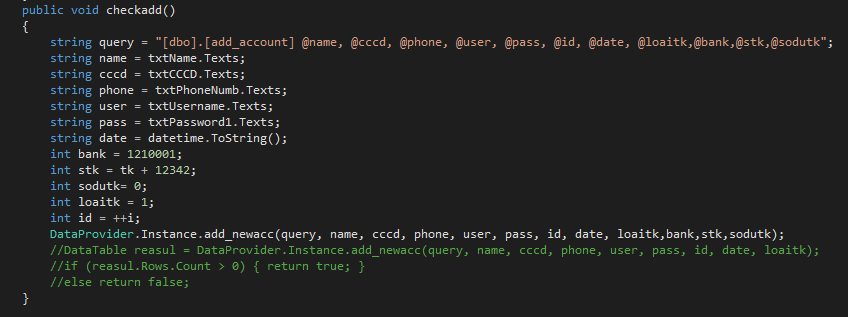 public void checkadd()
{
string query = "[dbo].[add_account] @name, @cccd, @phone, @user, @pass, @id, @date, @loaitk,@bank,@stk,@sodutk";
string name = txtName.Texts;
string cccd = txtCCCD.Texts;
string phone = txtPhoneNumb.Texts;
string user = txtUsername.Texts;
string pass = txtPassword1.Texts;
string date = datetime.ToString();
int bank = 1210001;
int stk = tk + 12342;
int sodutk= 0;
int loaitk = 1;
int id = ++i;
DataProvider.Instance.add_newacc(query, name, cccd, phone, user, pass, id, date, loaitk,bank,stk,sodutk);
//DataTable reasul = DataProvider.Instance.add_newacc(query, name, cccd, phone, user, pass, id, date, loaitk);
//if (reasul.Rows.Count > 0) { return true; }
//else return false;
}